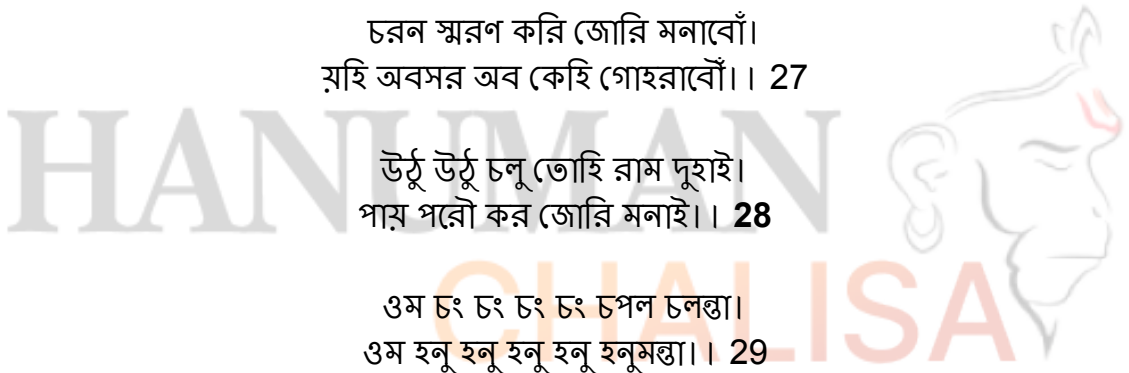 চরন স্মরণ করি জোরি মনাবোঁ।
য়হি অবসর অব কেহি গোহরাবৌঁ।। 27
উঠু উঠু চলু তোহি রাম দুহাই।
পায় পরৌ কর জোরি মনাই।। 28
ওম চং চং চং চং চপল চলন্তা।
ওম হনু হনু হনু হনু হনুমন্তা।। 29
HANUMAN
CHALISA